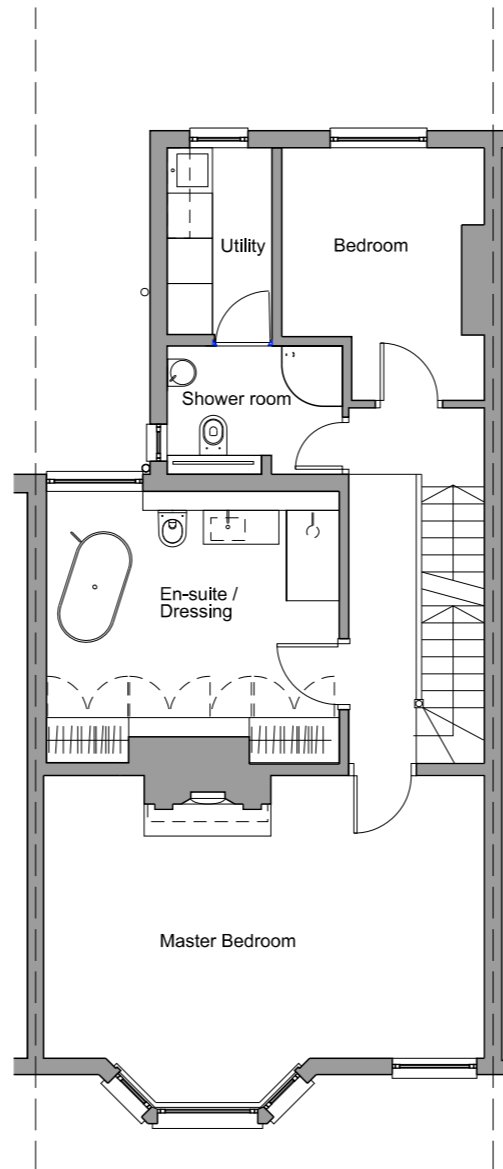 Utility
Bedroom
Shower room
En-suite /
Dressing
Master Bedroom